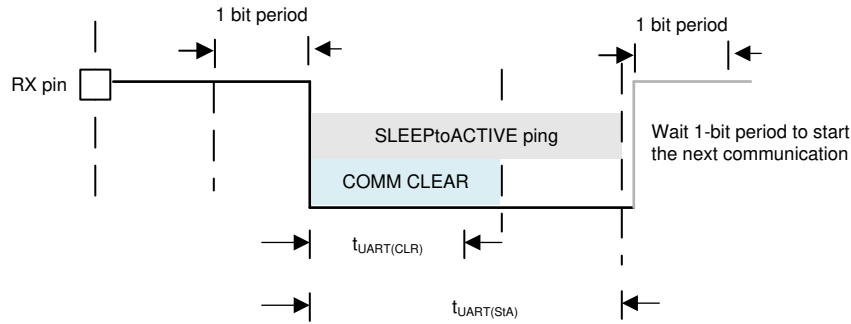 1 bit period
1 bit period
RX pin
SLEEPtoACTIVE ping
Wait 1-bit period to start
the next communication
COMM CLEAR
tUART(CLR)
tUART(StA)